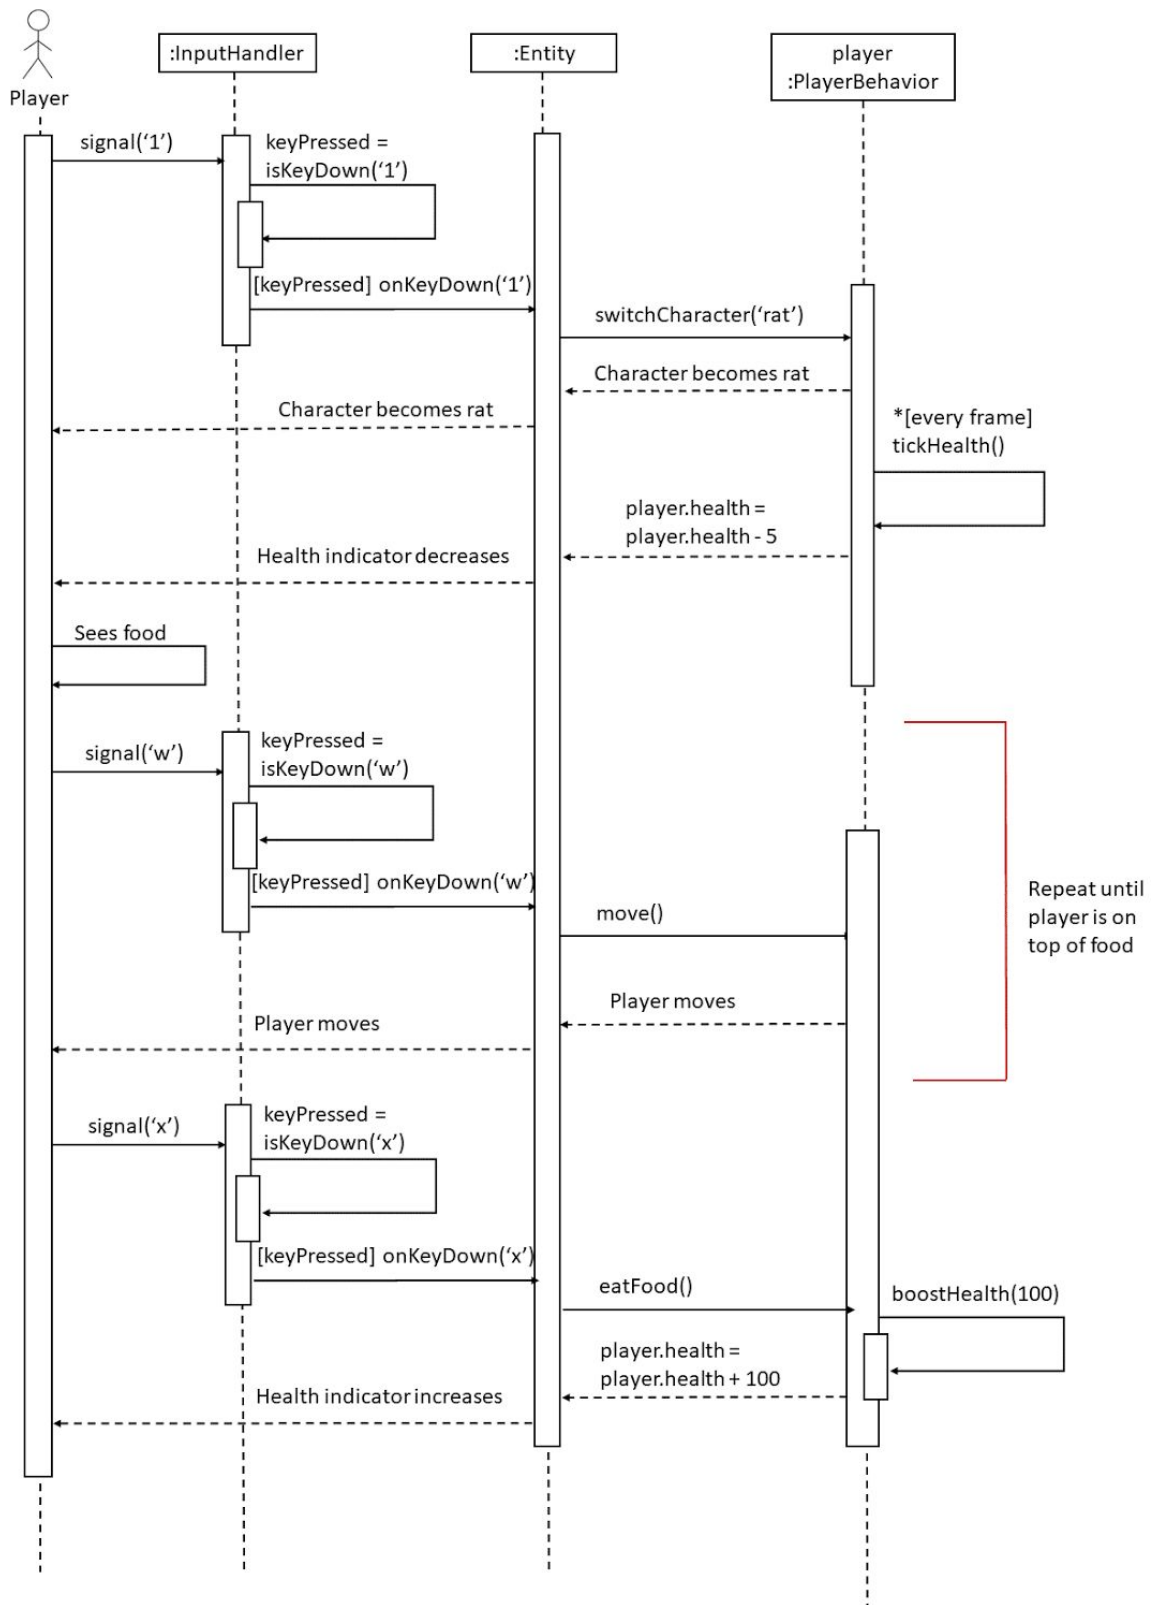 Player
:InputHandler
:Entity
player
:PlayerBehavior
signal(‘1’)
keyPressed =
isKeyDown(‘1’)
[keyPressed] onKeyDown(‘1’)
switchCharacter(‘rat’)
Character becomes rat
Character becomes rat
*[every frame]
tickHealth()
player.health =
player.health - 5
Health indicator decreases
Sees food
signal(‘w’)
keyPressed =
isKeyDown(‘w’)
[keyPressed] onKeyDown(‘w’)
move()
Repeat until
player is on
top of food
Player moves
Player moves
signal(‘x’)
keyPressed =
isKeyDown(‘x’)
[keyPressed] onKeyDown(‘x’)
eatFood()
boostHealth(100)
player.health =
player.health + 100
Health indicator increases